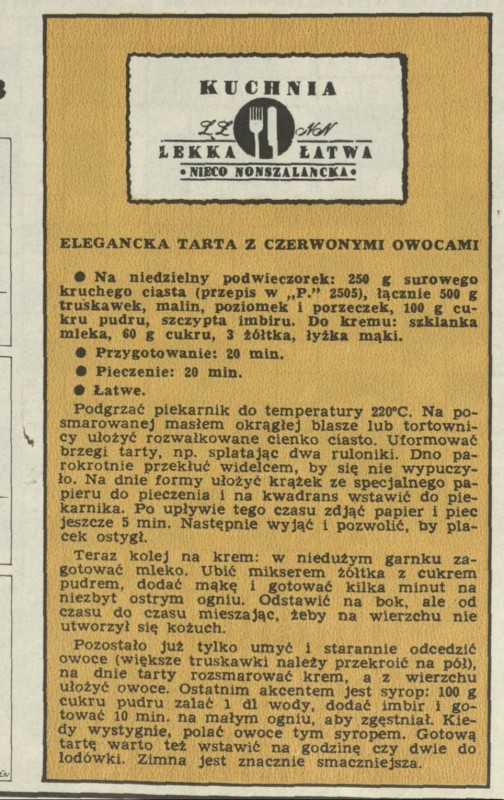 KUCHNIA
LEKKA ŁATWA
• NIECO NONSZALANCKA •
ELEGANCKA TARTA Z CZERWONYMI OWOCAMI
● Na niedzielny podwieczorek: 250 g surowego
kruchego ciasta (przepis w „P." 2505), łącznie 500 g
truskawek, malin, poziomek i porzeczek, 100 g cu-
kru pudru, szczypta imbiru. Do kremu: szklanka
mleka, 60 g cukru, 3 żółtka, łyżka mąki.
● Przygotowanie: 20 min.
● Pieczenie: 20 min.
● Łatwe.
Podgrzać piekarnik do temperatury 220°C. Na po-
smarowanej masłem okrągłej blasze lub tortowni-
cy ułożyć rozwałkowane cienko ciasto. Uformować
brzegi tarty, np. splatając dwa ruloniki. Dno pa-
rokrotnie przekłuć widelcem, by się nie wypuczy-
ło. Na dnie formy ułożyć krążek ze specjalnego pa-
pieru do pieczenia i na kwadrans wstawić do pie-
karnika. Po upływie tego czasu zdjąć papier i piec
jeszcze 5 min. Następnie wyjąć i pozwolić, by pla-
cek ostygł.
Teraz kolej na krem: w niedużym garnku za-
gotować mleko. Ubić mikserem żółtka z cukrem
pudrem, dodać mąkę i gotować kilka minut na
niezbyt ostrym ogniu. Odstawić na bok, ale od
czasu do czasu mieszając, żeby na wierzchu nie
utworzył się kożuch.
Pozostało już tylko umyć i starannie odcedzić
owoce (większe truskawki należy przekroić na pół),
na dnie tarty rozsmarować krem, a z wierzchu
ułożyć owoce. Ostatnim akcentem jest syrop: 100 g
cukru pudru zalać 1 dl wody, dodać imbir i go-
tować 10 min. na małym ogniu, aby zgęstniał. Kie-
dy wystygnie, polać owoce tym syropem. Gotową
tartę warto też wstawić na godzinę czy dwie do
lodówki. Zimna jest znacznie smaczniejsza.